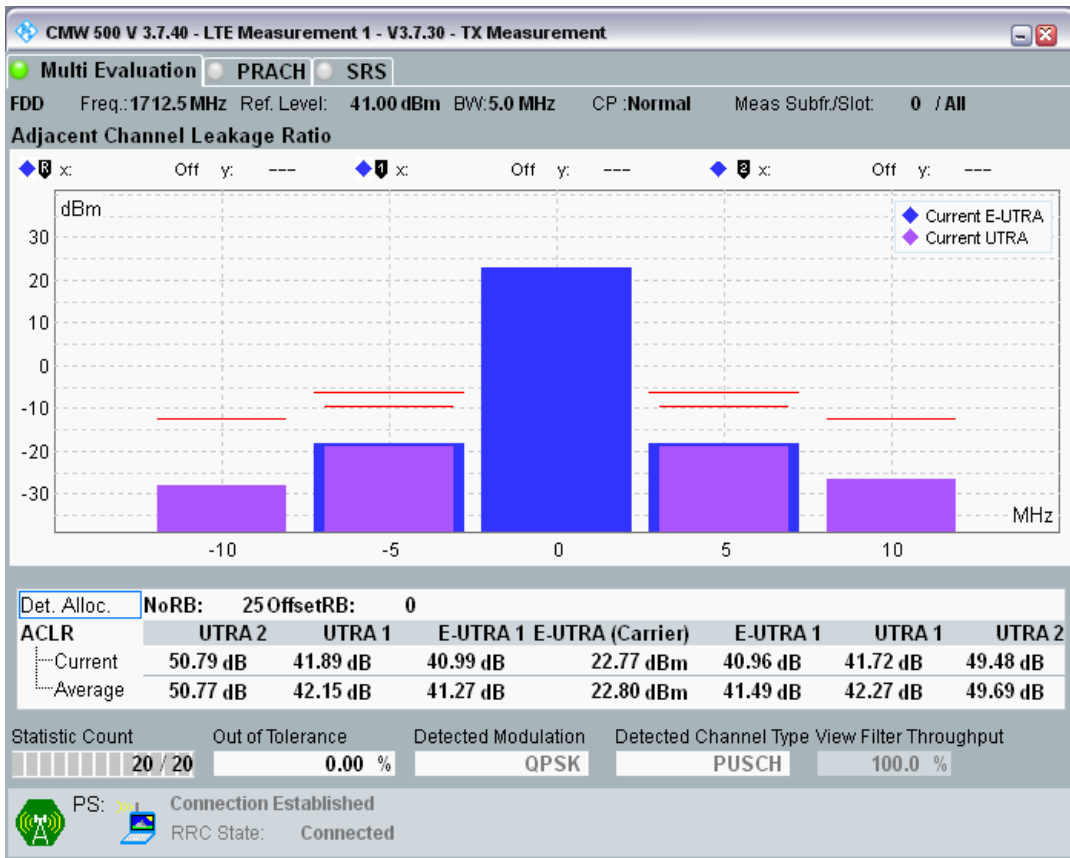 CMW 500 V 3.7.40 - LTE Measurement 1 - V3.7.30 - TX Measurement
Multi Evaluation PRACH SRS
FDD Freq.:1712.5 MHz Ref. Level: 41.00 dBm BW:5.0 MHz CP :Normal Meas Subfr./Slot: 0 / All
Adjacent Channel Leakage Ratio
R x: Off y: --- 1 x: Off y: --- 2 x: Off y: ---
dBm
Current E-UTRA
Current UTRA
30
20
10
0
-10
-20
-30
MHz
-10 -5 0 5 10
Det. Alloc. NoRB: 25 OffsetRB: 0
ACLR UTRA 2 UTRA 1 E-UTRA 1 E-UTRA (Carrier) E-UTRA 1 UTRA 1 UTRA 2
Current 50.79 dB 41.89 dB 40.99 dB 22.77 dBm 40.96 dB 41.72 dB 49.48 dB
Average 50.77 dB 42.15 dB 41.27 dB 22.80 dBm 41.49 dB 42.27 dB 49.69 dB
Statistic Count Out of Tolerance Detected Modulation Detected Channel Type View Filter Throughput
20 / 20 0.00 % QPSK PUSCH 100.0 %
PS: Connection Established
RRC State: Connected